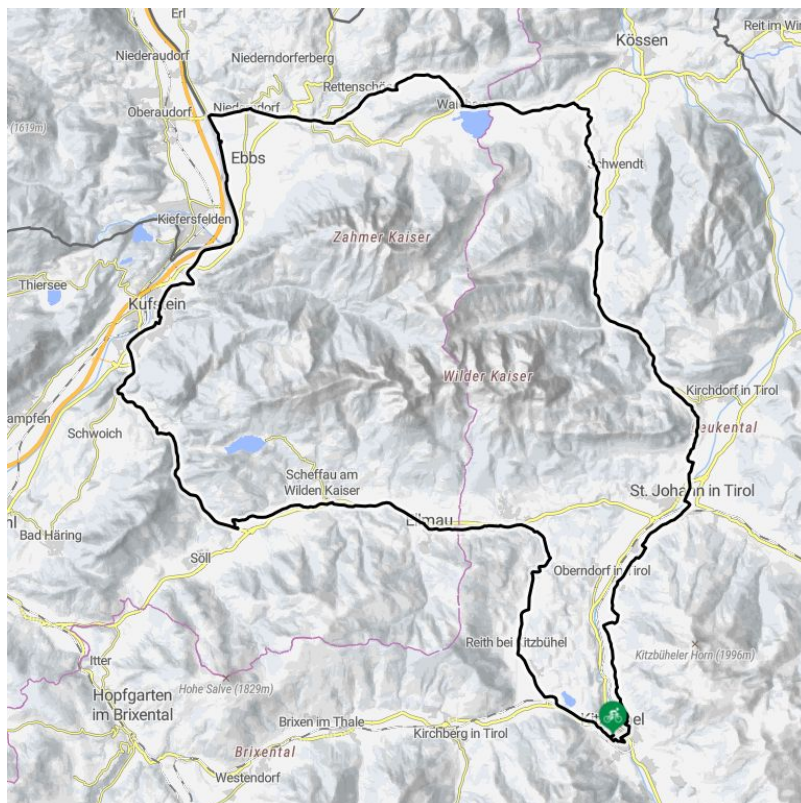 Erl
Reit im Win
Kössen
Niederaudorf
Niederndorferberg
Rettenschö
Oberaudorf
Niederndorf
(1619m)
Ebbs
Schwendt
Kiefersfelden
Zahmer Kaiser
Thiersee
Kufstein
Wilder Kaiser
Kirchdorf in Tirol
ampfen
eukental
Schwoich
Scheffau am
Wilden Kaiser
St. Johann in Tirol
Ellmau
Bad Häring
Söll
Oberndorf in Tirol
Reith bei Kitzbühel
Kitzbüheler Horn (1996m)
Itter
Hohe Salve (1829m)
Hopfgarten
im Brixental
Brixen im Thale
Kirchberg in Tirol
Brixental
Westendorf